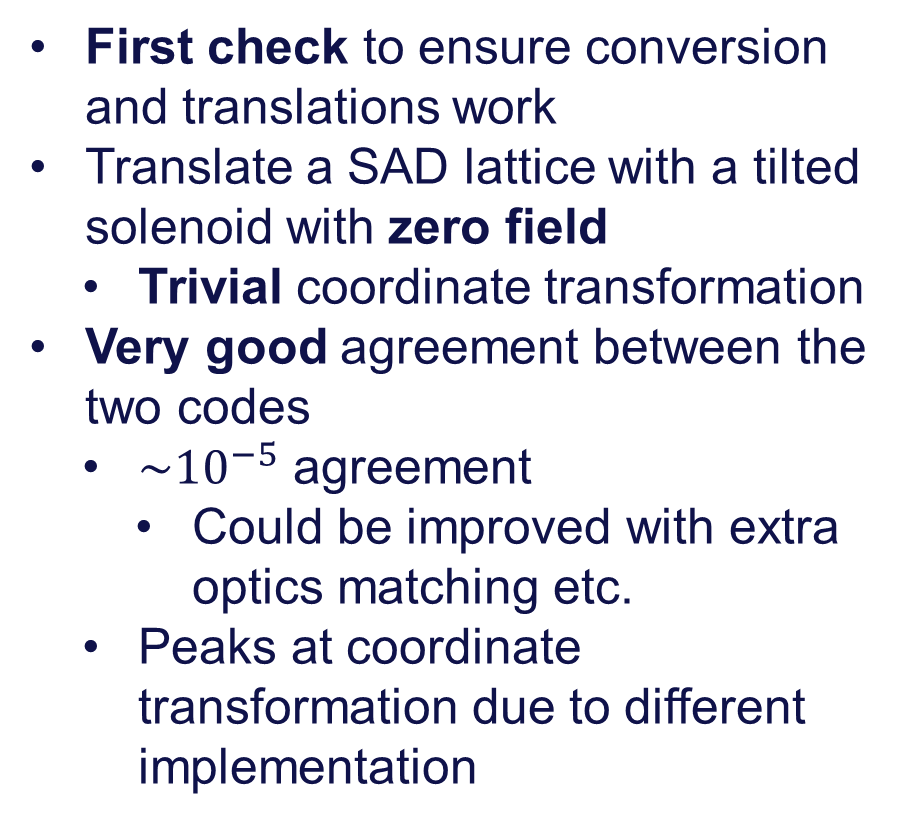 • First check to ensure conversion
and translations work
• Translate a SAD lattice with a tilted
solenoid with zero field
• Trivial coordinate transformation
• Very good agreement between the
two codes
• ~10⁻⁵ agreement
• Could be improved with extra
optics matching etc.
• Peaks at coordinate
transformation due to different
implementation